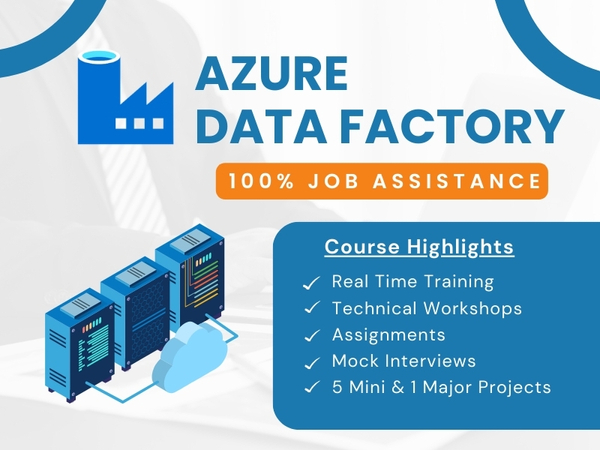 AZURE
DATA FACTORY
100% JOB ASSISTANCE
Course Highlights
Real Time Training
Technical Workshops
Assignments
Mock Interviews
5 Mini & 1 Major Projects